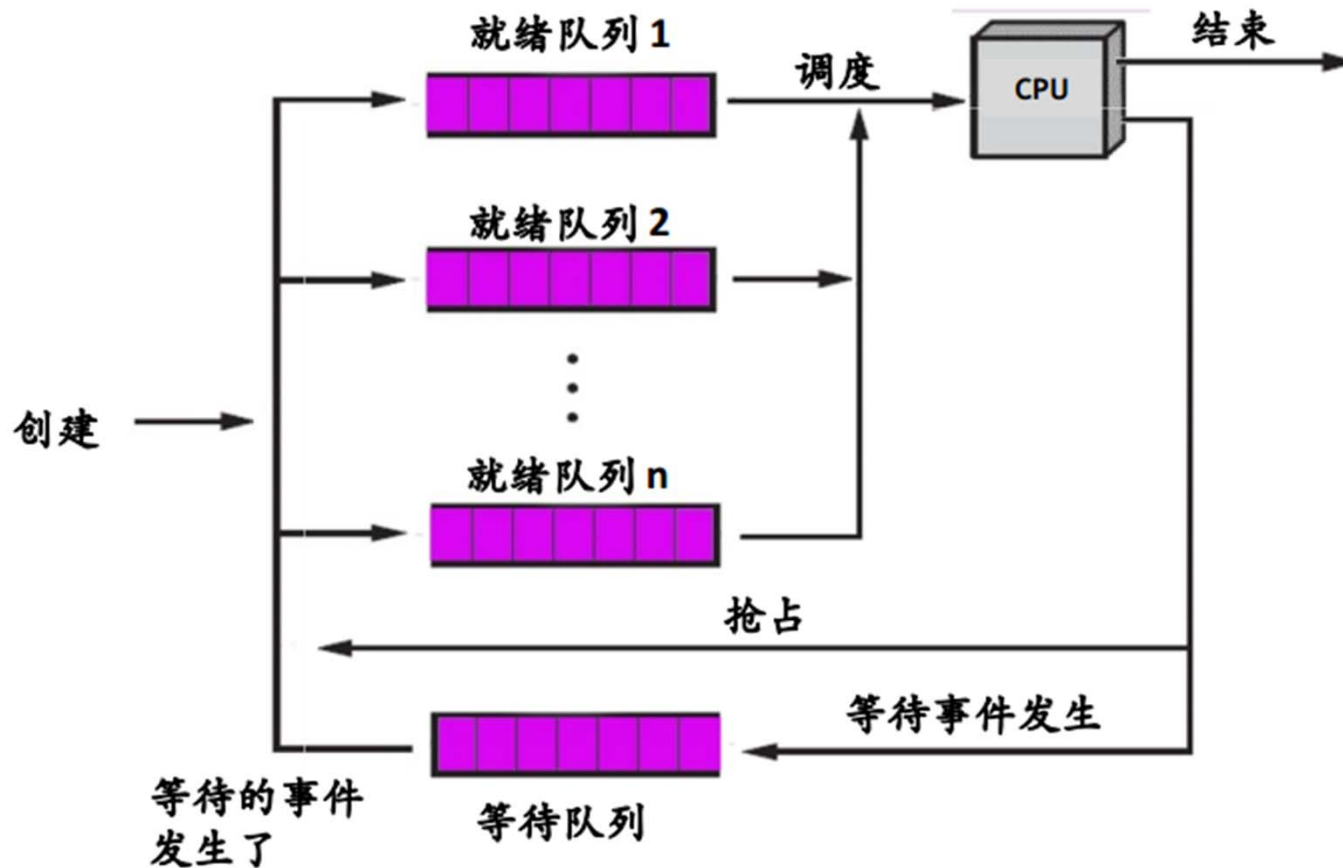 就绪队列 1
调度
CPU
结束
就绪队列 2
创建
就绪队列 n
抢占
等待事件发生
等待的事件
发生了
等待队列